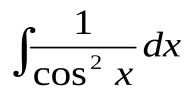 ∫ 1/cos² x dx